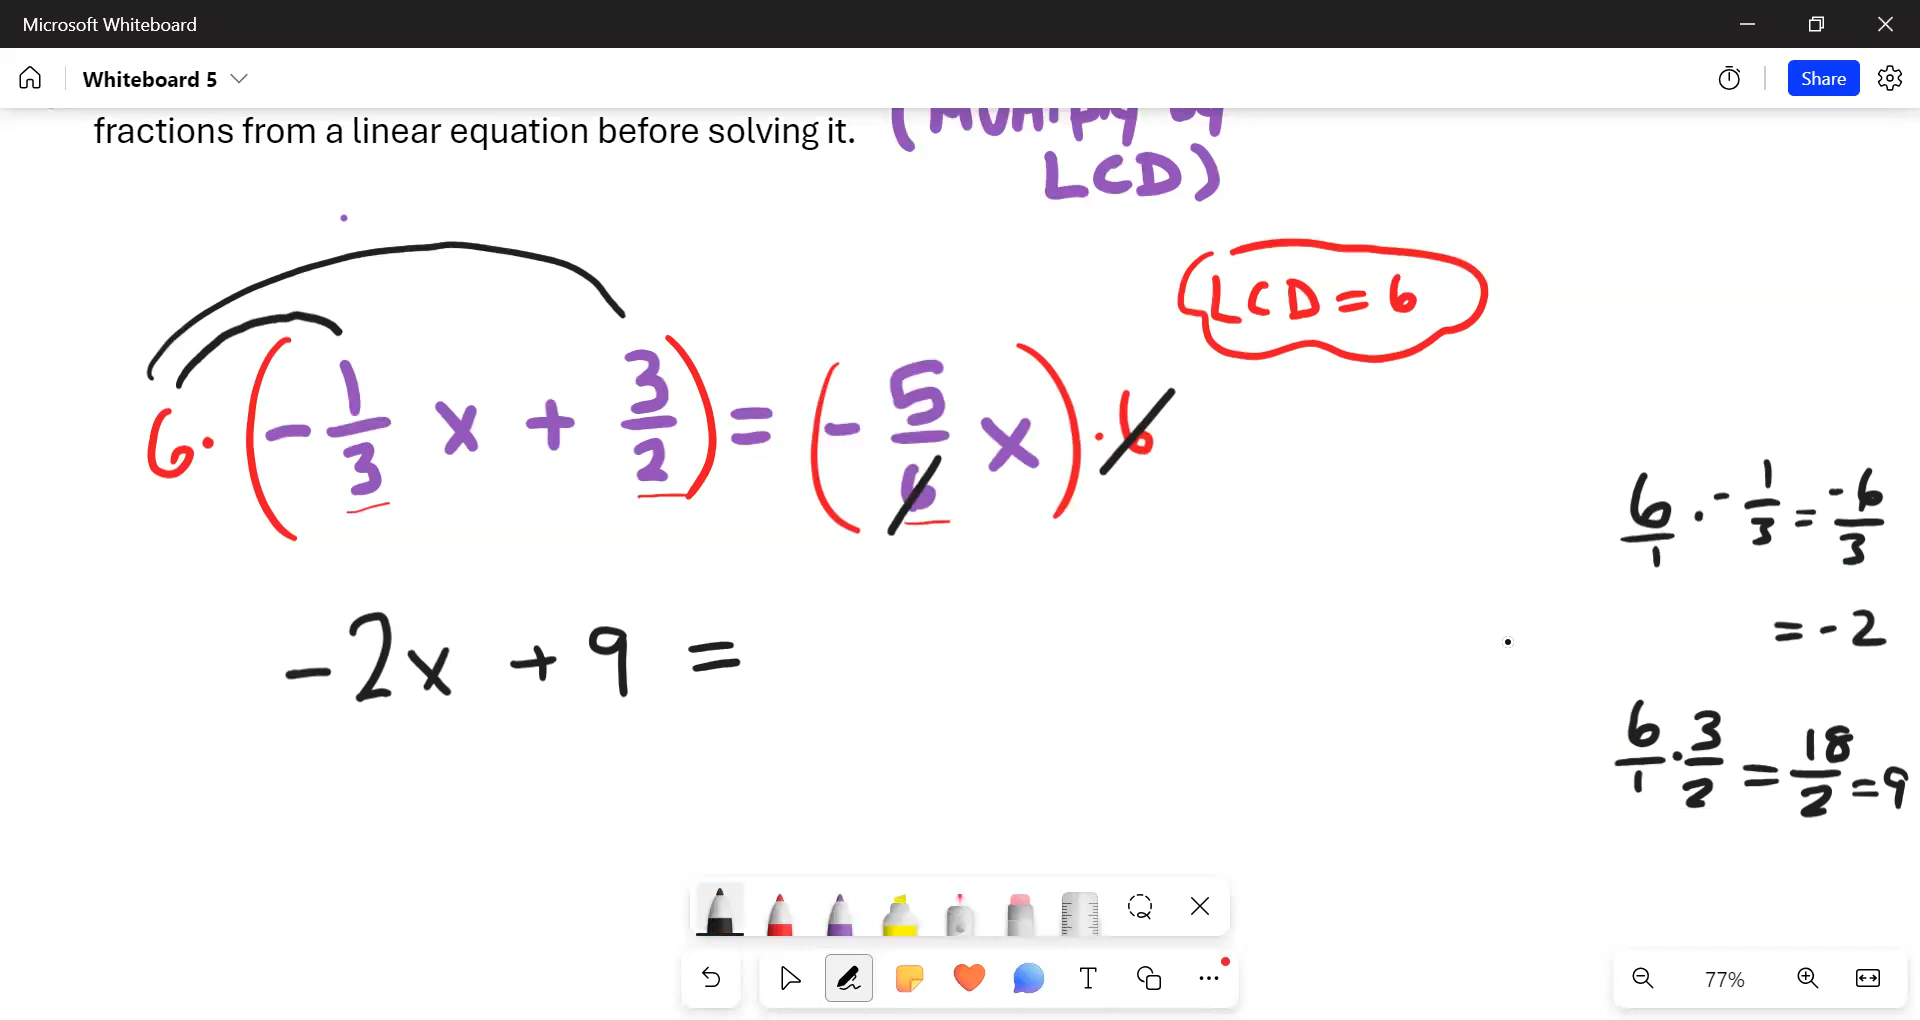 Microsoft Whiteboard
Whiteboard 5
Share
fractions from a linear equation before solving it.
(Multiply by
LCD)
LCD = 6
6 · (- 1/3 x + 3/2) = (- 5/6 x) · 6
-2x + 9 =
6/1 · - 1/3 = -6/3
= -2
6/1 · 3/2 = 18/2 = 9
T
77%